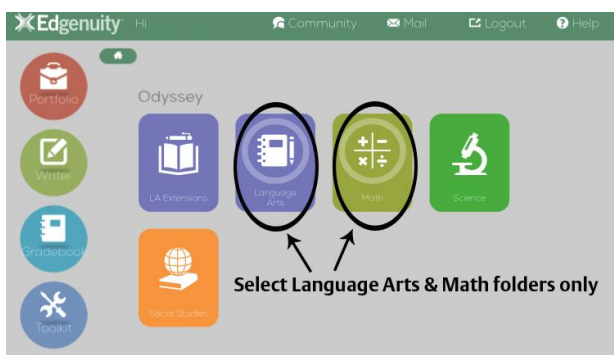 Edgenuity Hi Community Mail Logout Help
Portfolio
Odyssey
Writer
LA Extensions Language Arts Math Science
Gradebook
Select Language Arts & Math folders only
Toolkit
Social Studies